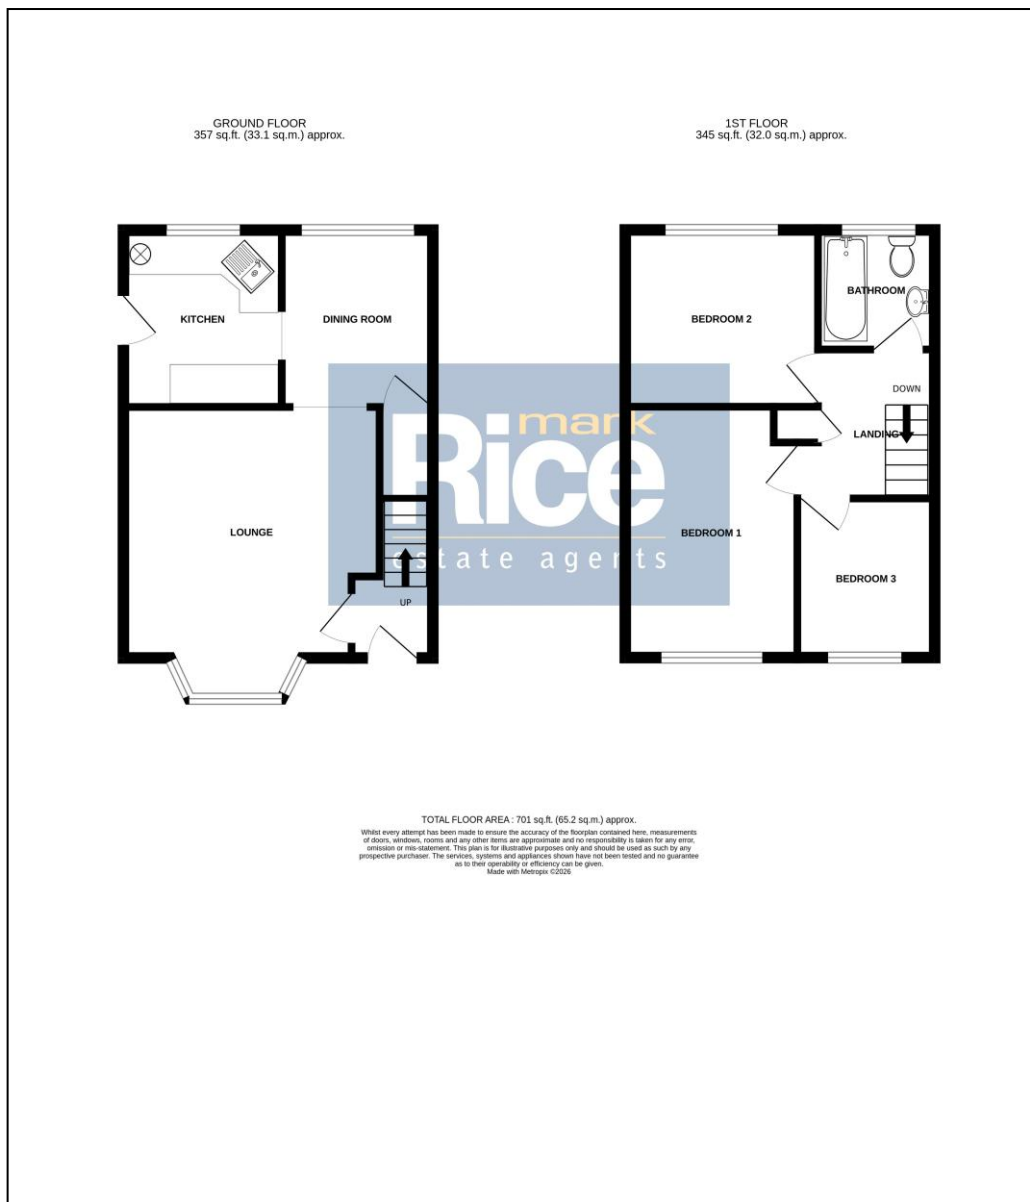 GROUND FLOOR
357 sq.ft. (33.1 sq.m.) approx.
1ST FLOOR
345 sq.ft. (32.0 sq.m.) approx.
KITCHEN
DINING ROOM
LOUNGE
UP
BEDROOM 2
BATHROOM
DOWN
LANDING
BEDROOM 1
BEDROOM 3
mark
Rice
estate agents
TOTAL FLOOR AREA : 701 sq.ft. (65.2 sq.m.) approx.
Whilst every attempt has been made to ensure the accuracy of the floorplan contained here, measurements
of doors, windows, rooms and any other items are approximate and no responsibility is taken for any error,
omission or mis-statement. This plan is for illustrative purposes only and should be used as such by any
prospective purchaser. The services, systems and appliances shown have not been tested and no guarantee
as to their operability or efficiency can be given.
Made with Metropix ©2026